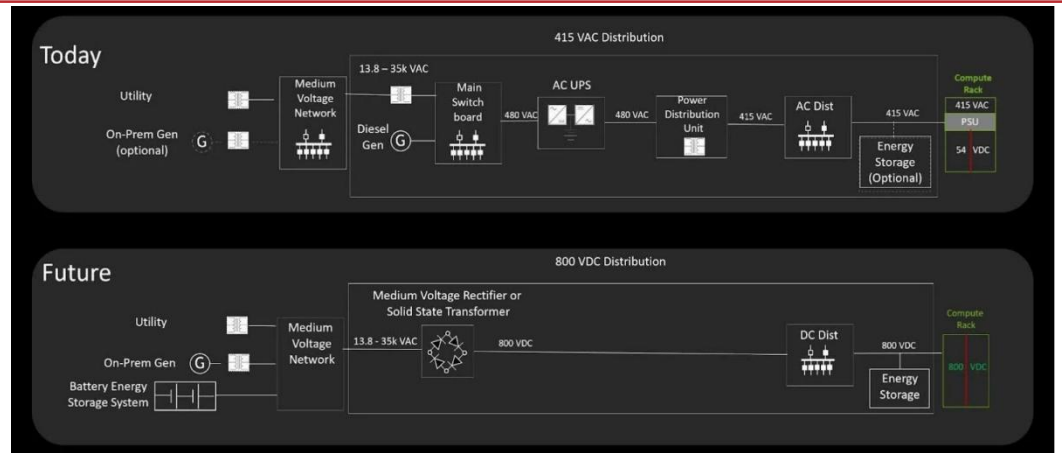 415 VAC Distribution
Today
13.8 – 35k VAC
Utility
Medium
Voltage
Network
Main
Switch
board
AC UPS
Power
Distribution
Unit
AC Dist
Compute
Rack
415 VAC
PSU
54 VDC
On-Prem Gen
(optional)
G
Diesel
Gen
G
480 VAC
480 VAC
415 VAC
415 VAC
Energy
Storage
(Optional)
800 VDC Distribution
Future
Medium Voltage Rectifier or
Solid State Transformer
Utility
On-Prem Gen
G
Battery Energy
Storage System
Medium
Voltage
Network
13.8 - 35k VAC
800 VDC
DC Dist
800 VDC
Energy
Storage
Compute
Rack
800 VDC